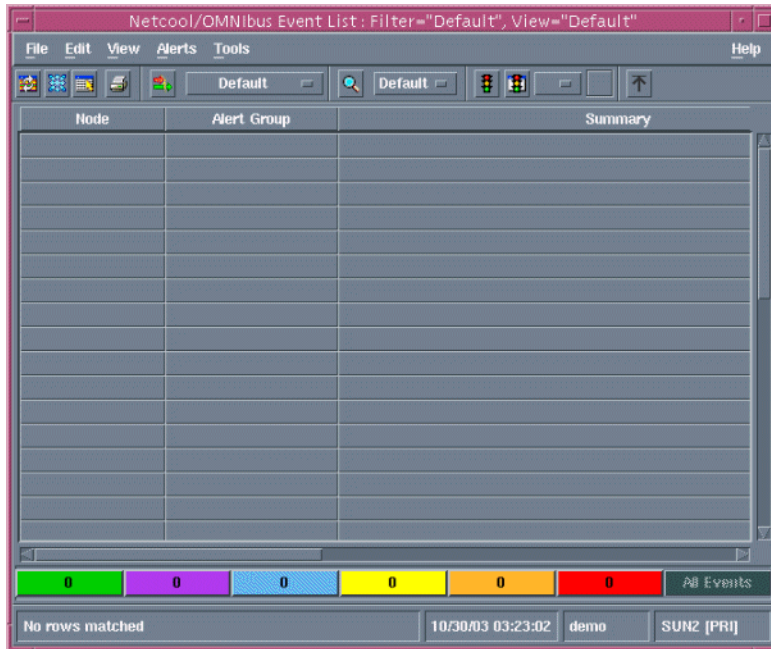 Netcool/OMNIbus Event List : Filter="Default", View="Default"
File Edit View Alerts Tools Help
Default Default
Node Alert Group Summary
0 0 0 0 0 0 All Events
No rows matched 10/30/03 03:23:02 demo SUN2 [PRI]